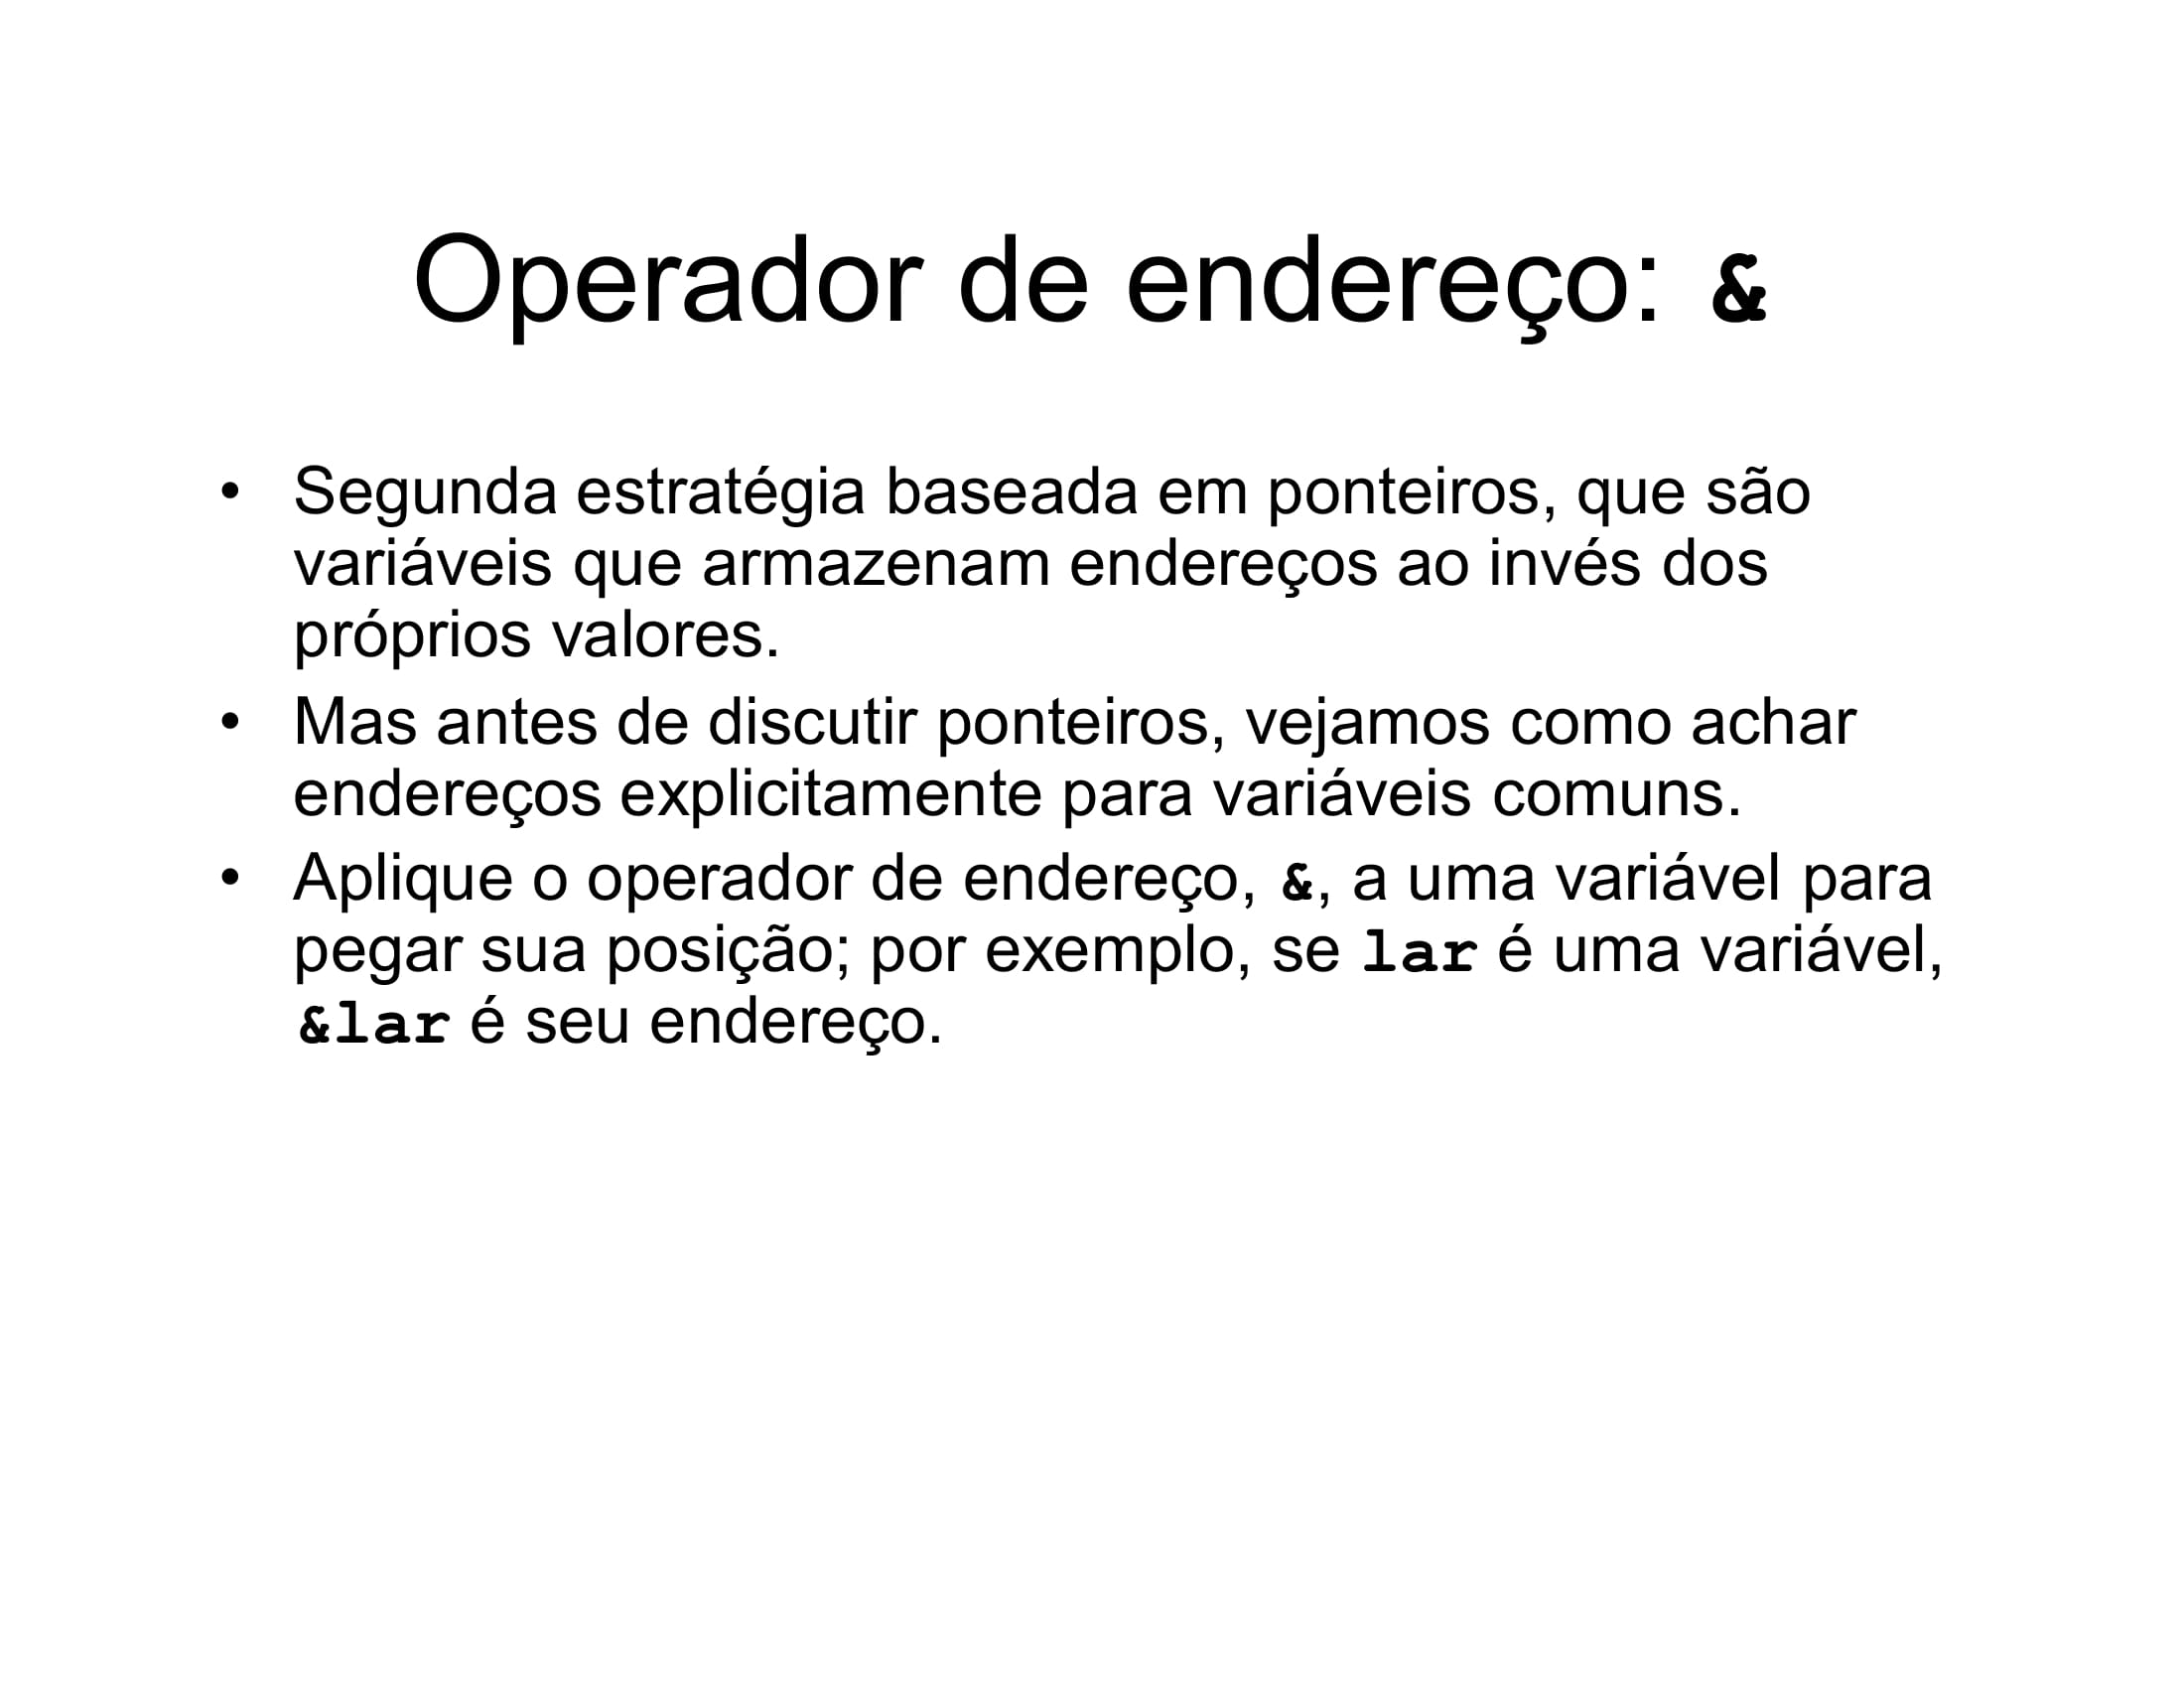 Operador de endereço: &
• Segunda estratégia baseada em ponteiros, que são
variáveis que armazenam endereços ao invés dos
próprios valores.
• Mas antes de discutir ponteiros, vejamos como achar
endereços explicitamente para variáveis comuns.
• Aplique o operador de endereço, &, a uma variável para
pegar sua posição; por exemplo, se lar é uma variável,
&lar é seu endereço.